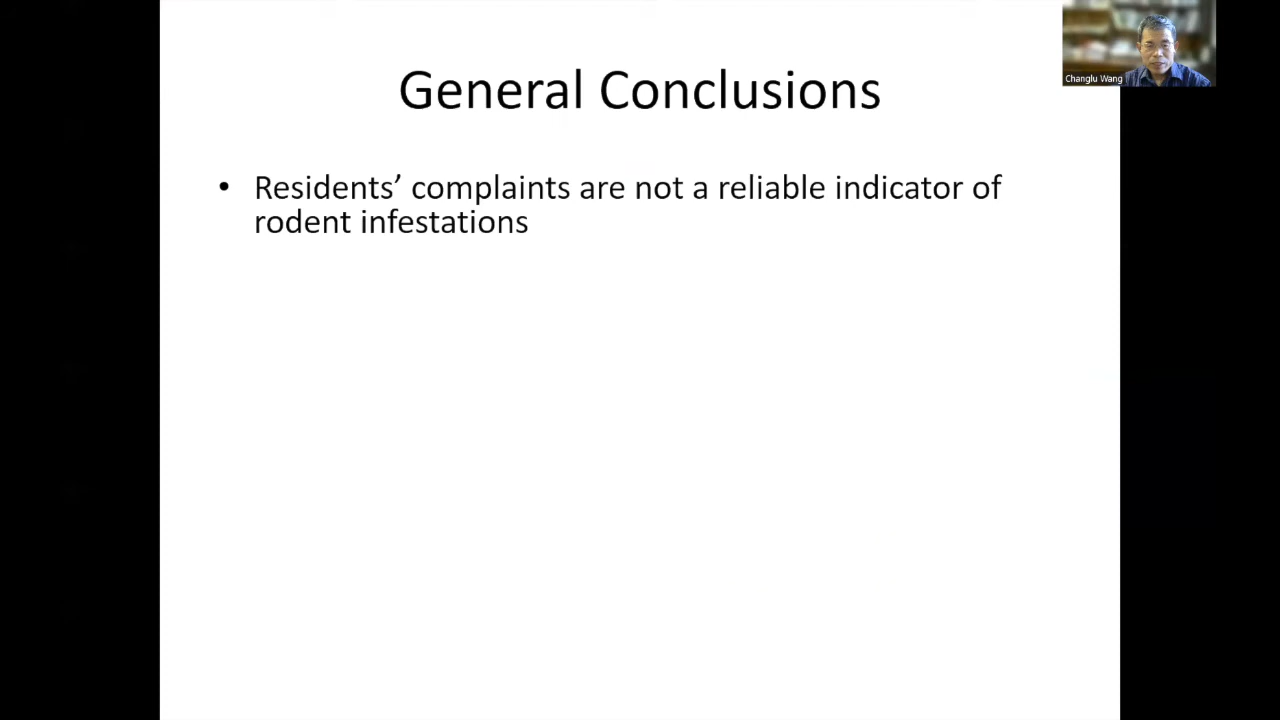 Changlu Wang
General Conclusions
• Residents’ complaints are not a reliable indicator of
rodent infestations